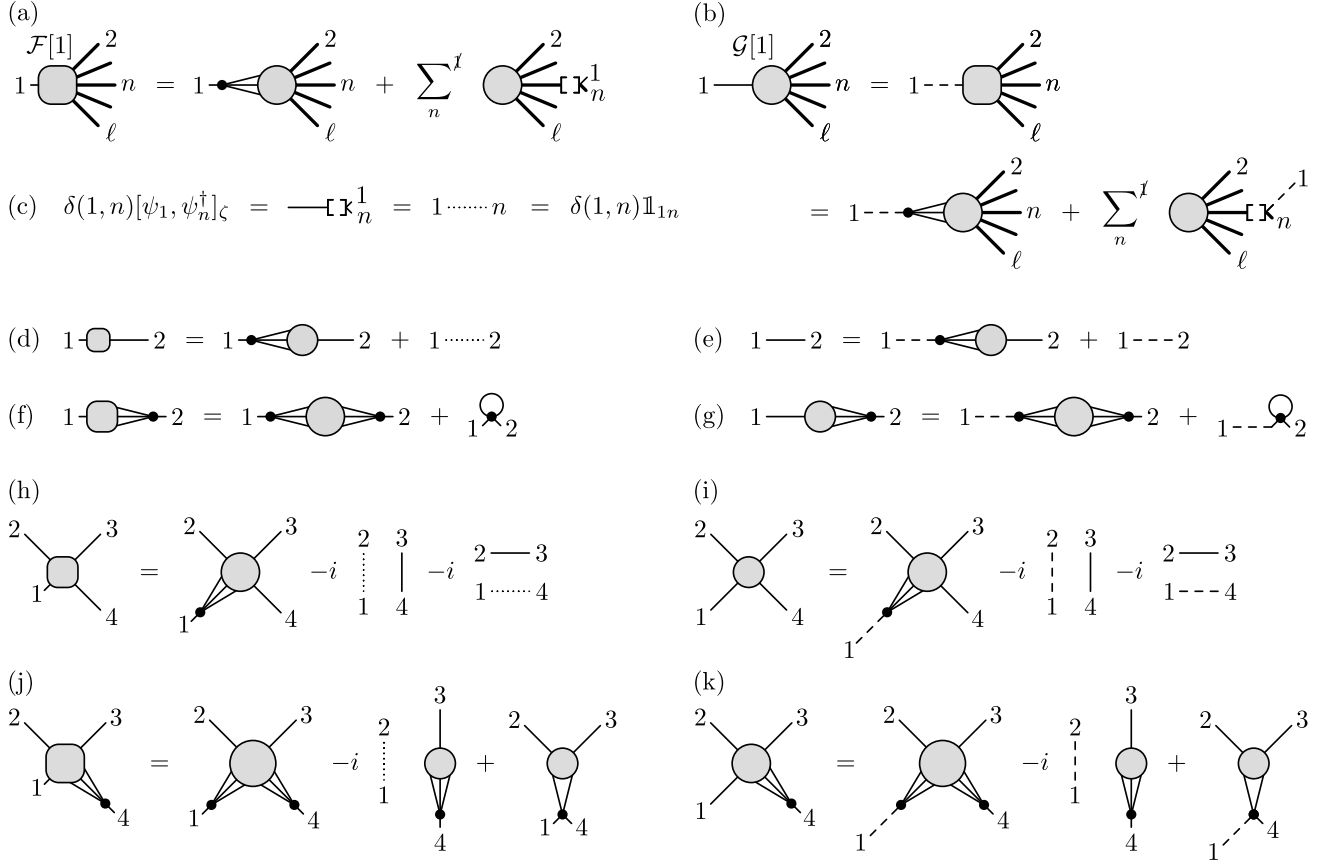 (a)
(b)
ℱ[1] 2
1 n = 1 2 n ℓ + ∑ₙ¹̸ [ ] 1 n
ℓ
𝒢[1] 2
1 n = 1 2 n ℓ
ℓ
(c) δ(1, n)[ψ₁, ψₙ†]_ζ = [ ] 1 n = 1 n = δ(1, n)𝟙₁ₙ
= 1 2 n ℓ + ∑ₙ¹̸ 2 ℓ [ ] n 1
(d) 1 2 = 1 2 + 1 2
(e) 1 2 = 1 2 + 1 2
(f) 1 2 = 1 2 + 1 2
(g) 1 2 = 1 2 + 1 2
(h)
2 3 1 4 = 2 3 1 4 −i 2 1 3 4 −i 2 3 1 4
(i)
2 3 1 4 = 2 3 1 4 −i 2 1 3 4 −i 2 3 1 4
(j)
2 3 1 4 = 2 3 1 4 −i 2 1 3 4 + 2 3 1 4
(k)
2 3 1 4 = 2 3 1 4 −i 2 1 3 4 + 2 3 1 4